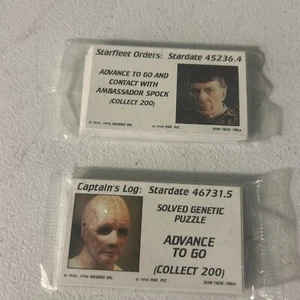 Starfleet Orders: Stardate 45236.4
ADVANCE TO GO AND
CONTACT WITH
AMBASSADOR SPOCK
(COLLECT 200)
Captain's Log: Stardate 46731.5
SOLVED GENETIC
PUZZLE
ADVANCE
TO GO
(COLLECT 200)